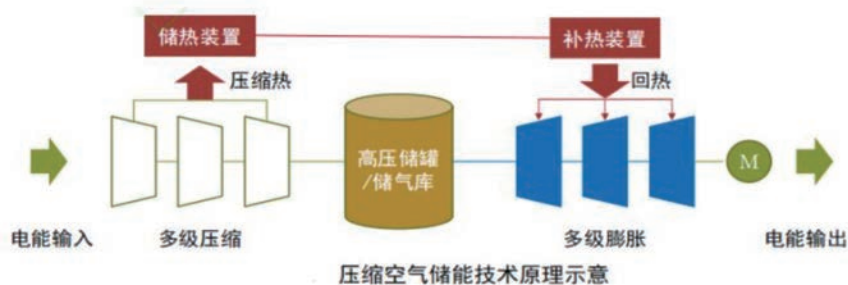 储热装置
补热装置
压缩热
回热
高压储罐
/储气库
M
电能输入
多级压缩
多级膨胀
电能输出
压缩空气储能技术原理示意